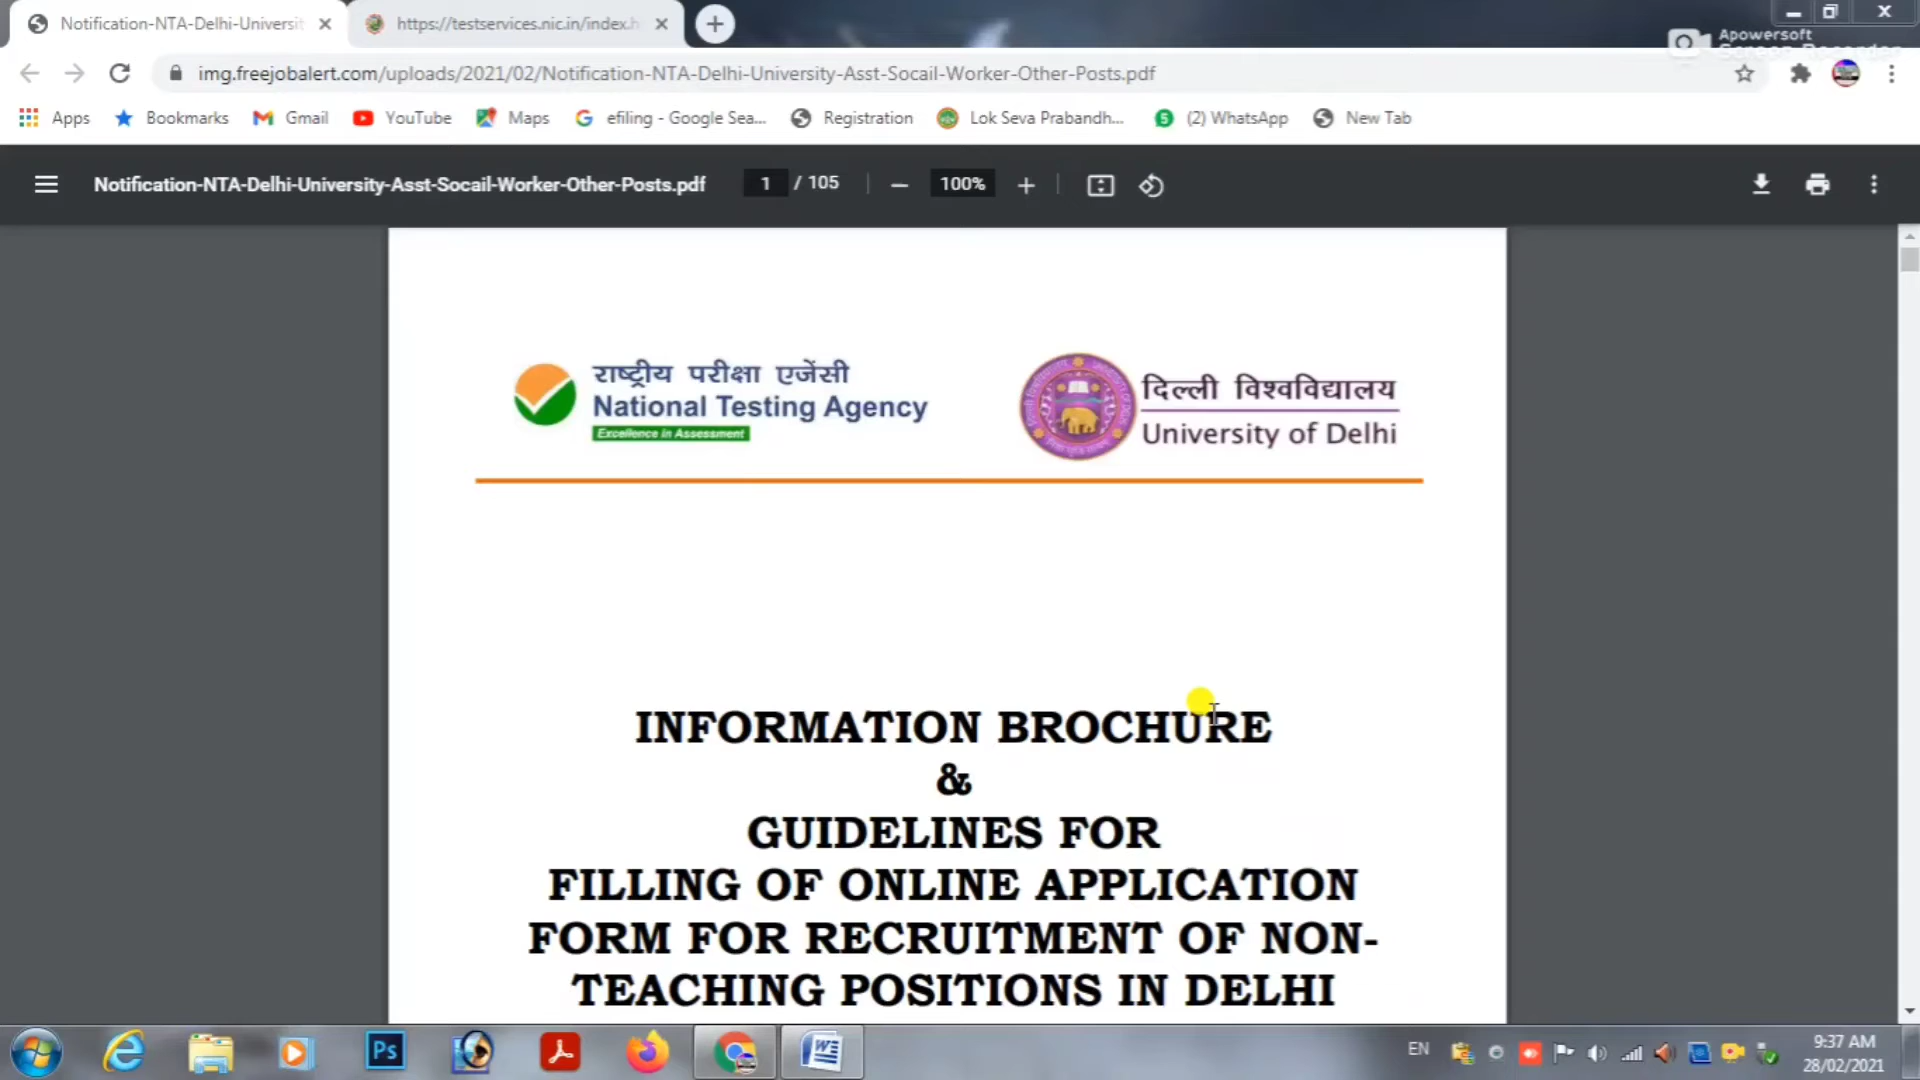 Notification-NTA-Delhi-Universit
https://testservices.nic.in/index.h
Apowersoft
Screen Recorder
img.freejobalert.com/uploads/2021/02/Notification-NTA-Delhi-University-Asst-Socail-Worker-Other-Posts.pdf
Apps
Bookmarks
Gmail
YouTube
Maps
efiling - Google Sea...
Registration
Lok Seva Prabandh...
(2) WhatsApp
New Tab
Notification-NTA-Delhi-University-Asst-Socail-Worker-Other-Posts.pdf
1 / 105
100%
राष्ट्रीय परीक्षा एजेंसी
National Testing Agency
Excellence in Assessment
दिल्ली विश्वविद्यालय
University of Delhi
INFORMATION BROCHURE
&
GUIDELINES FOR
FILLING OF ONLINE APPLICATION
FORM FOR RECRUITMENT OF NON-
TEACHING POSITIONS IN DELHI
Ps
EN
9:37 AM
28/02/2021